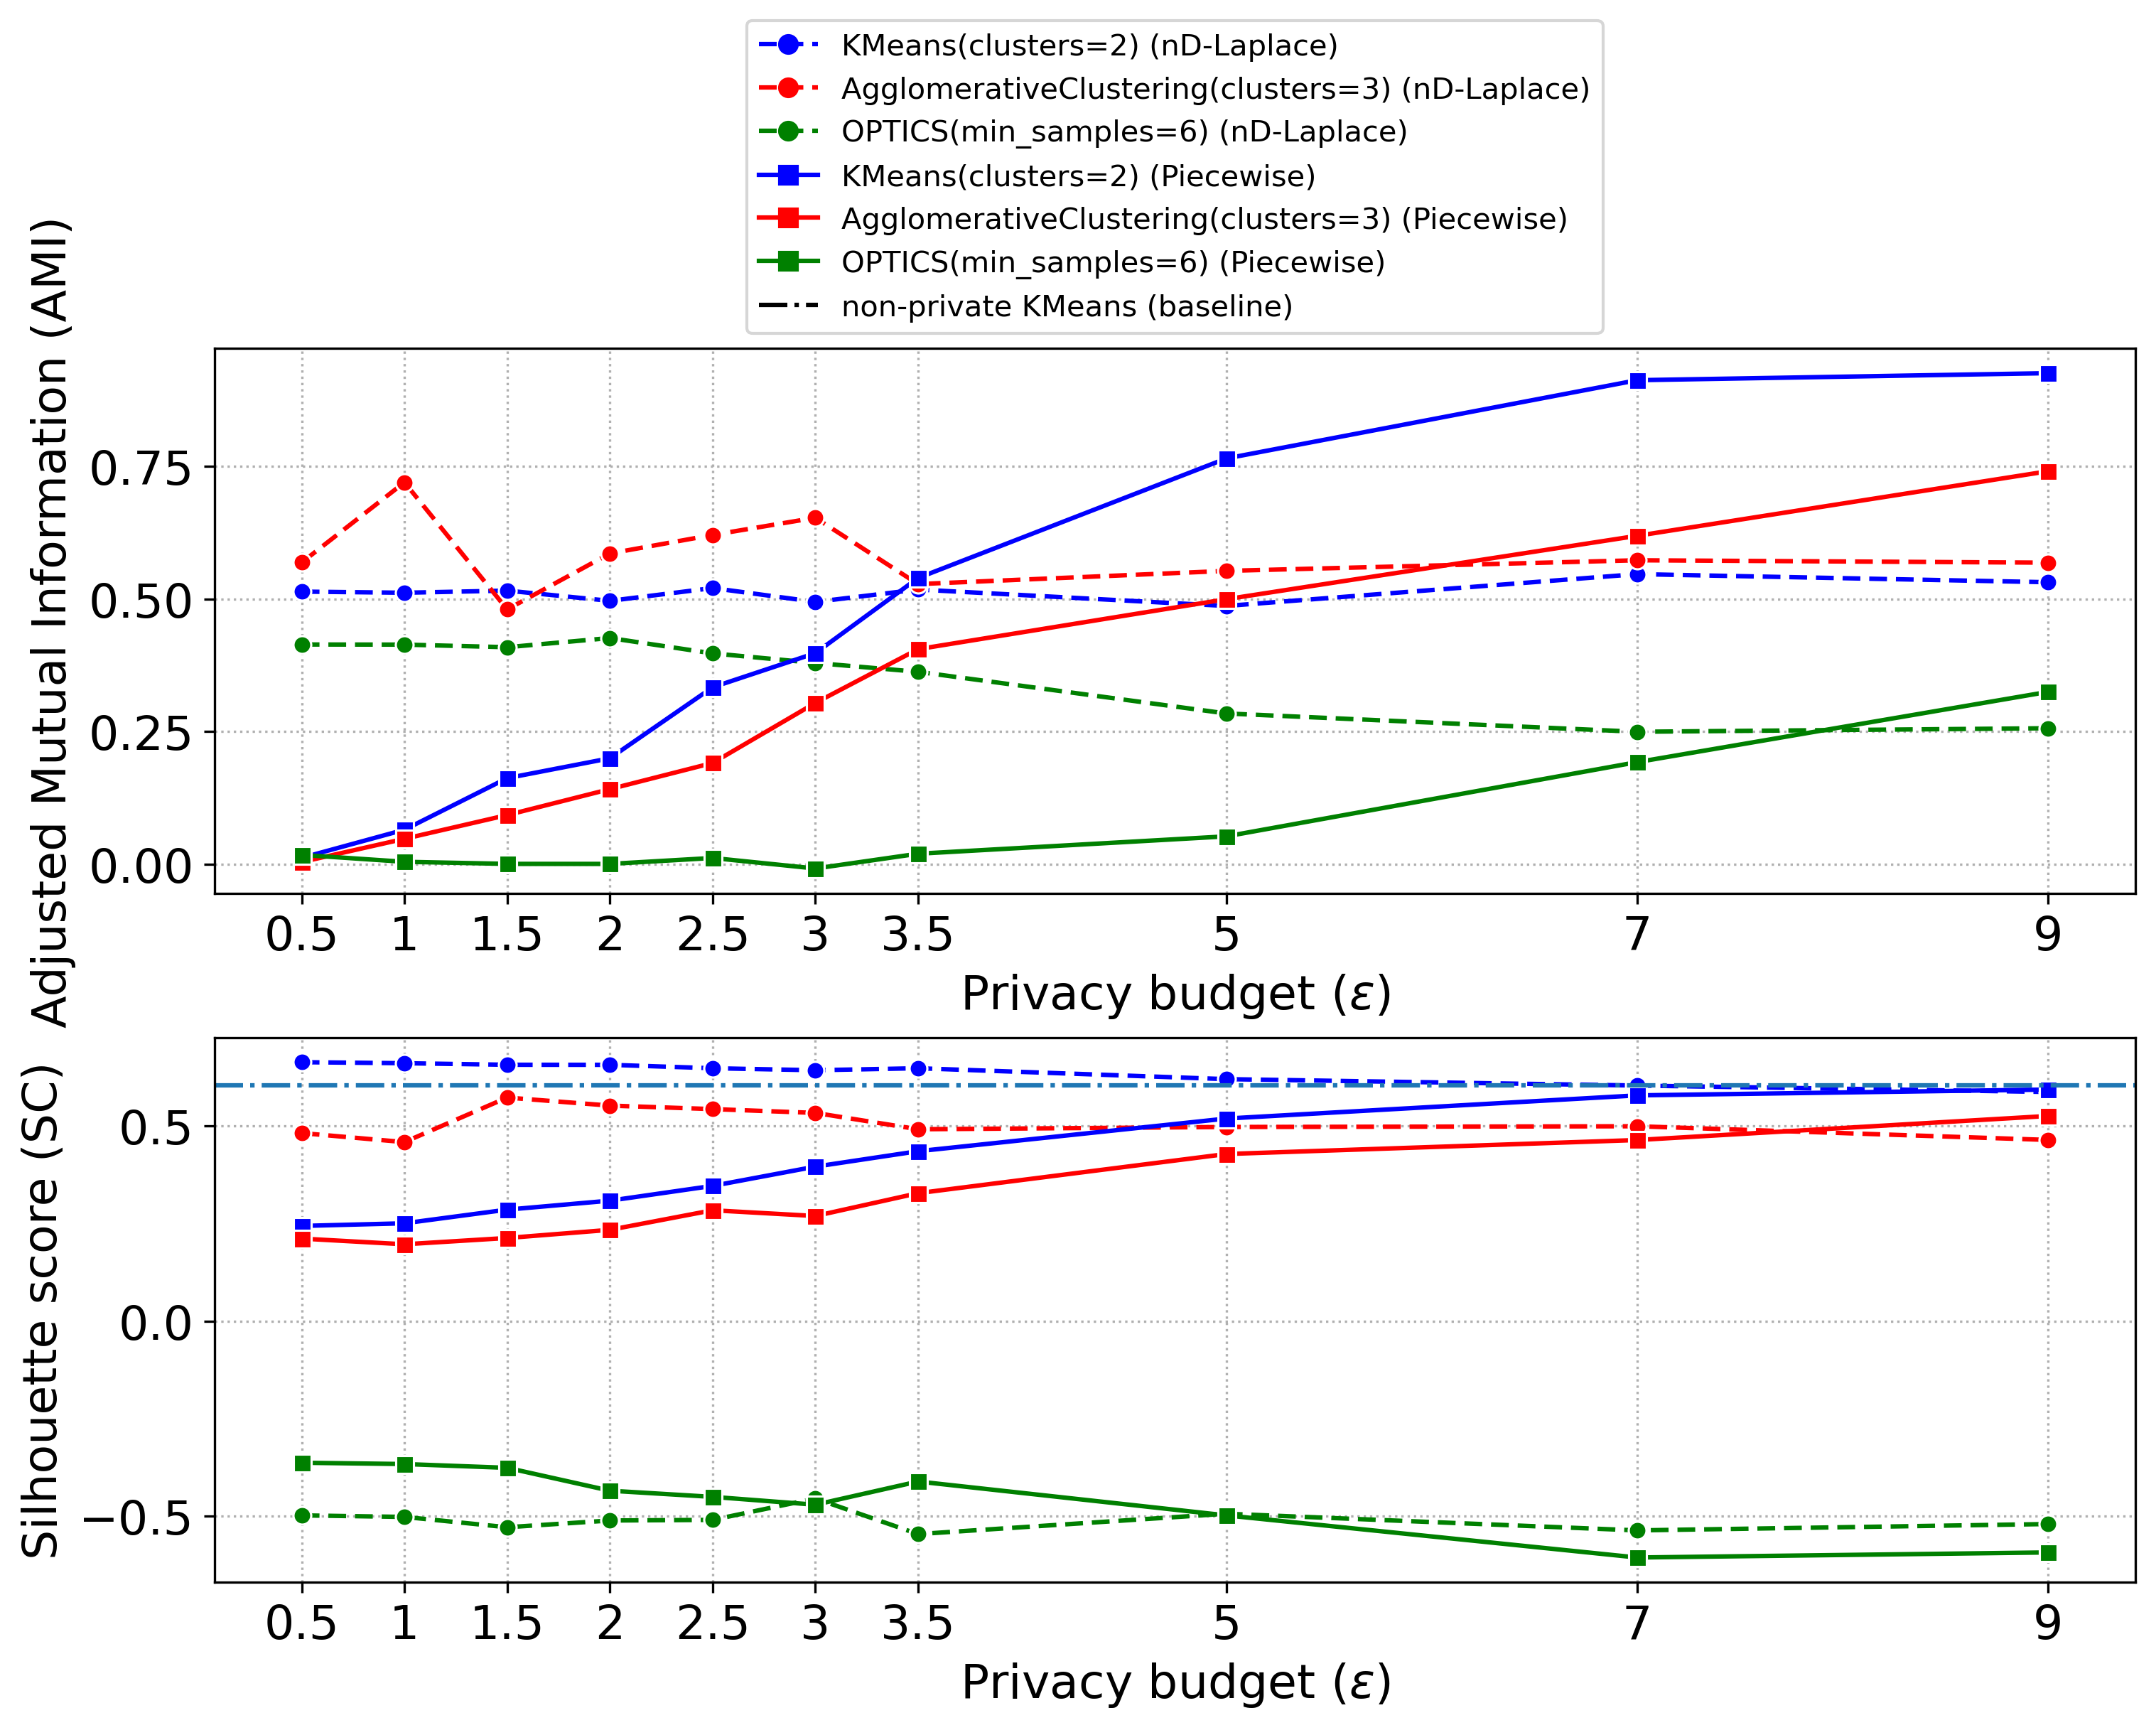 KMeans(clusters=2) (nD-Laplace)
AgglomerativeClustering(clusters=3) (nD-Laplace)
OPTICS(min_samples=6) (nD-Laplace)
KMeans(clusters=2) (Piecewise)
AgglomerativeClustering(clusters=3) (Piecewise)
OPTICS(min_samples=6) (Piecewise)
non-private KMeans (baseline)
Adjusted Mutual Information (AMI)
0.75
0.50
0.25
0.00
0.5 1 1.5 2 2.5 3 3.5 5 7 9
Privacy budget (ε)
Silhouette score (SC)
0.5
0.0
−0.5
0.5 1 1.5 2 2.5 3 3.5 5 7 9
Privacy budget (ε)